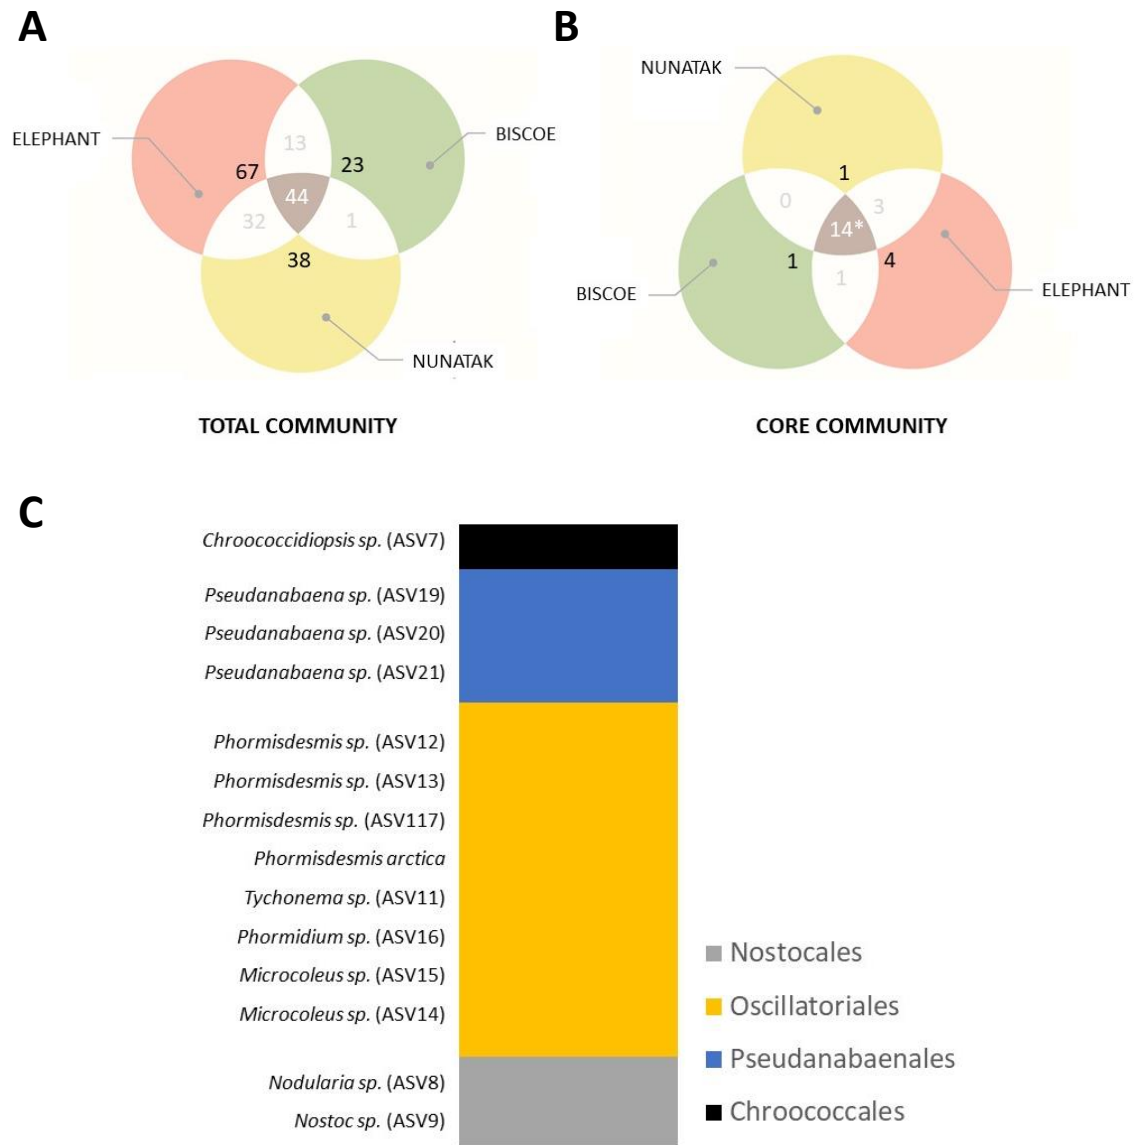 A
ELEPHANT
BISCOE
NUNATAK
13
67
23
44
32
1
38
TOTAL COMMUNITY
B
NUNATAK
BISCOE
ELEPHANT
1
0
3
14*
1
4
1
CORE COMMUNITY
C
Chroococcidiopsis sp. (ASV7)
Pseudanabaena sp. (ASV19)
Pseudanabaena sp. (ASV20)
Pseudanabaena sp. (ASV21)
Phormisdesmis sp. (ASV12)
Phormisdesmis sp. (ASV13)
Phormisdesmis sp. (ASV117)
Phormisdesmis arctica
Tychonema sp. (ASV11)
Phormidium sp. (ASV16)
Microcoleus sp. (ASV15)
Microcoleus sp. (ASV14)
Nodularia sp. (ASV8)
Nostoc sp. (ASV9)
Nostocales
Oscillatoriales
Pseudanabaenales
Chroococcales